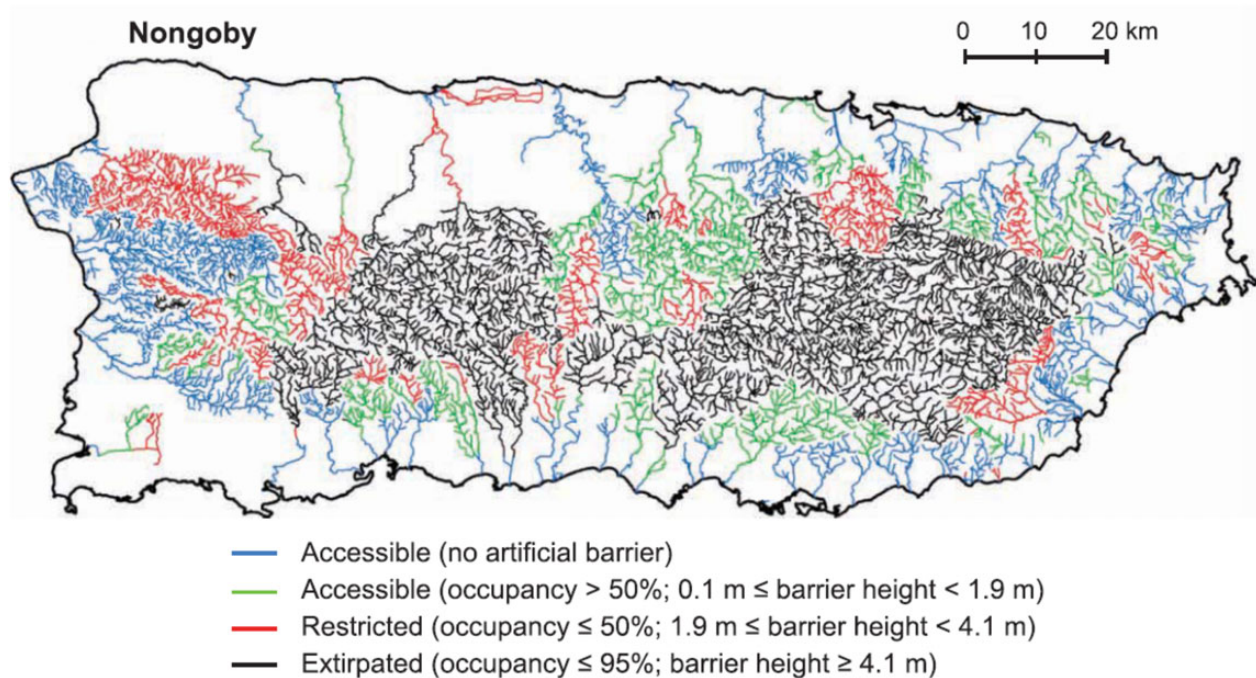 Nongoby
0 10 20 km
Accessible (no artificial barrier)
Accessible (occupancy > 50%; 0.1 m ≤ barrier height < 1.9 m)
Restricted (occupancy ≤ 50%; 1.9 m ≤ barrier height < 4.1 m)
Extirpated (occupancy ≤ 95%; barrier height ≥ 4.1 m)